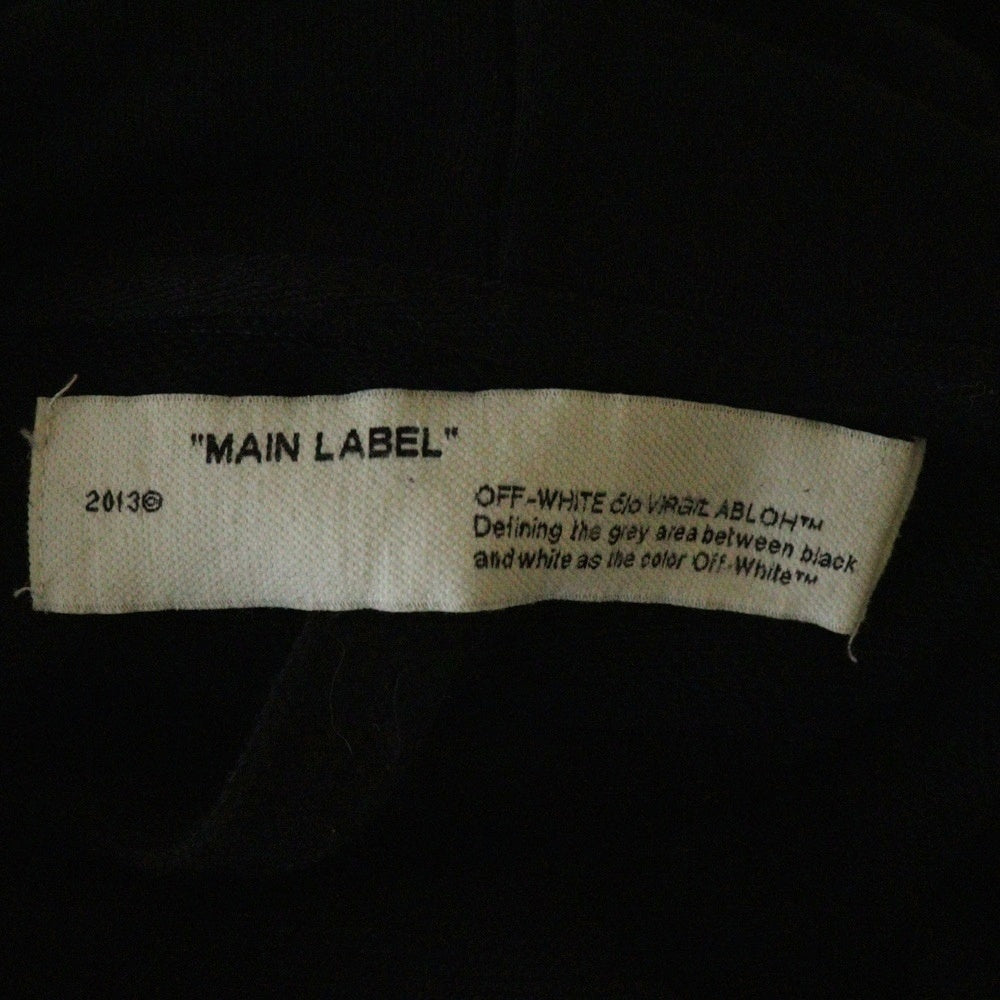 "MAIN LABEL"
2013©
OFF-WHITE c/o VIRGIL ABLOH™
Defining the grey area between black
and white as the color Off-White™